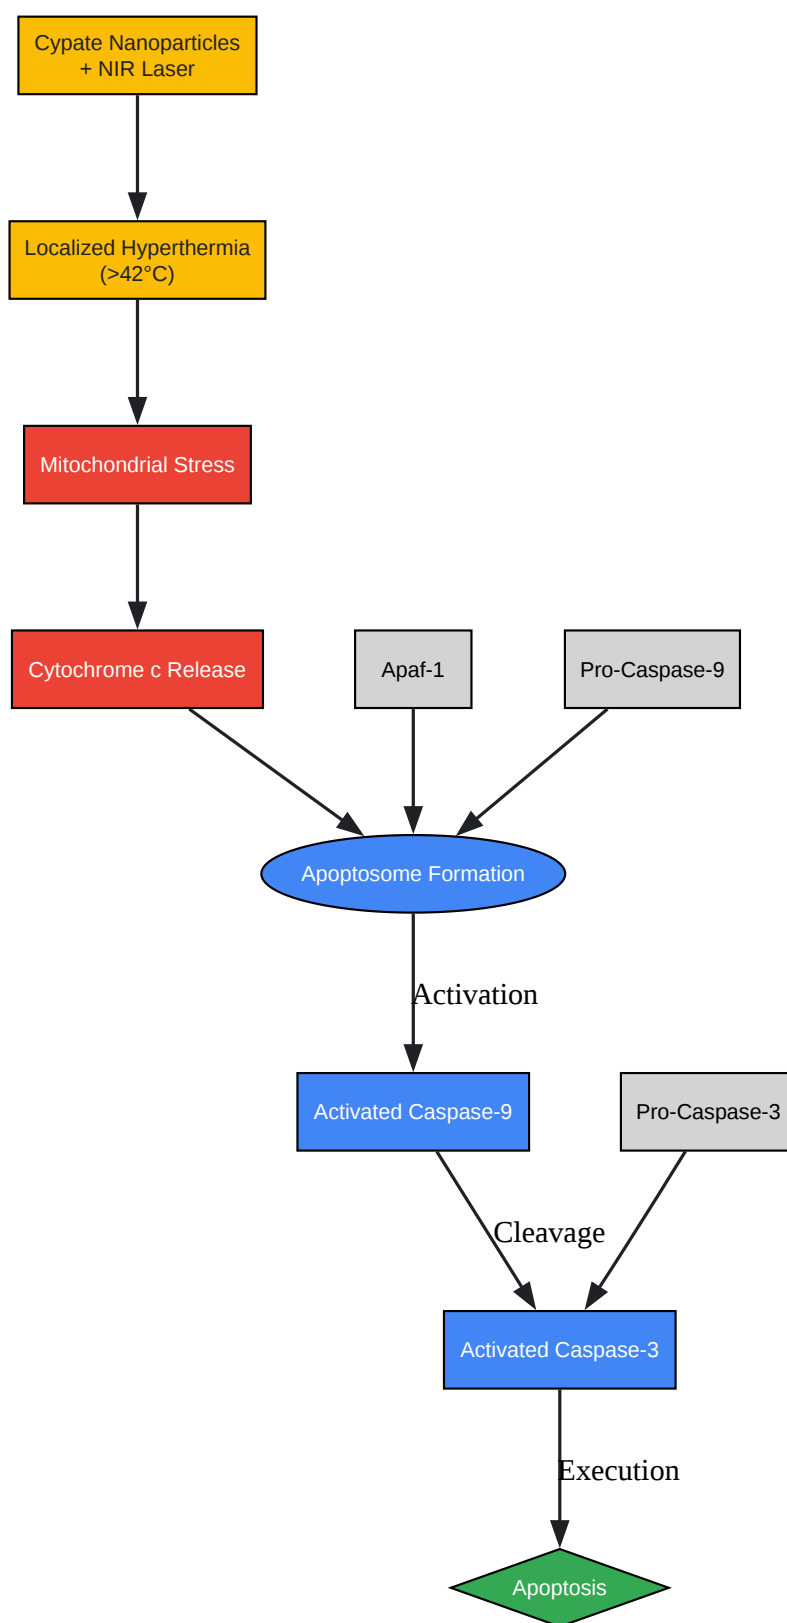 Cypate Nanoparticles
+ NIR Laser
Localized Hyperthermia
(>42°C)
Mitochondrial Stress
Cytochrome c Release
Apaf-1
Pro-Caspase-9
Apoptosome Formation
Activation
Activated Caspase-9
Pro-Caspase-3
Cleavage
Activated Caspase-3
Execution
Apoptosis